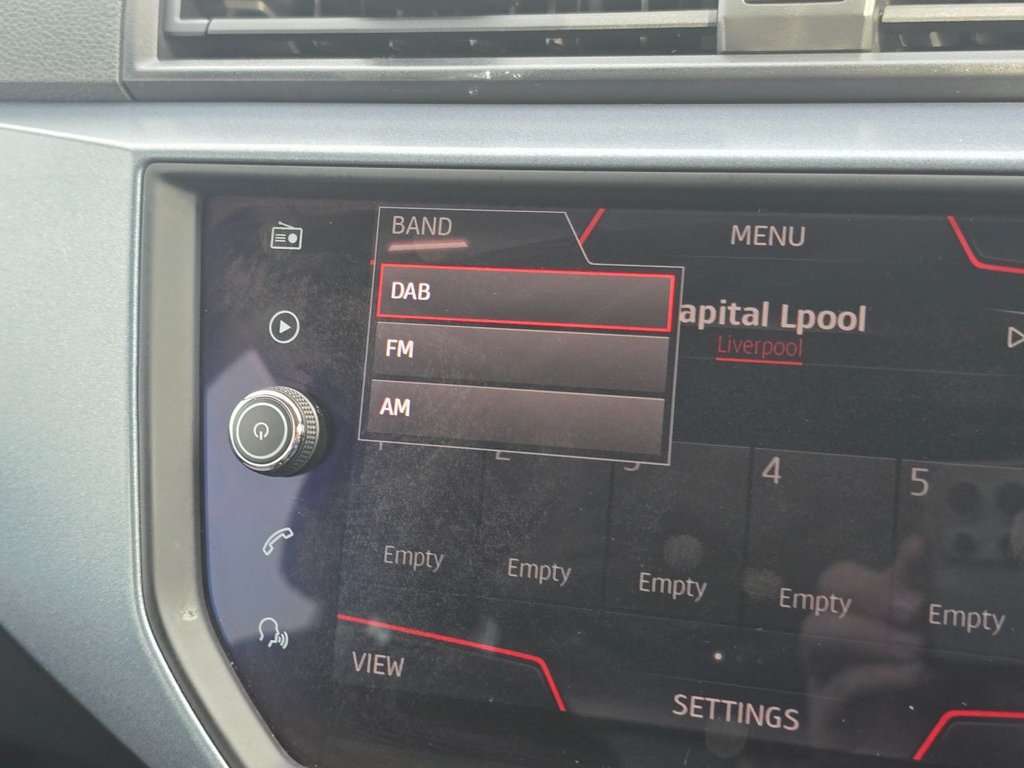 BAND
MENU
DAB
apital Lpool
Liverpool
FM
AM
4
5
Empty
Empty
Empty
Empty
Empty
VIEW
SETTINGS